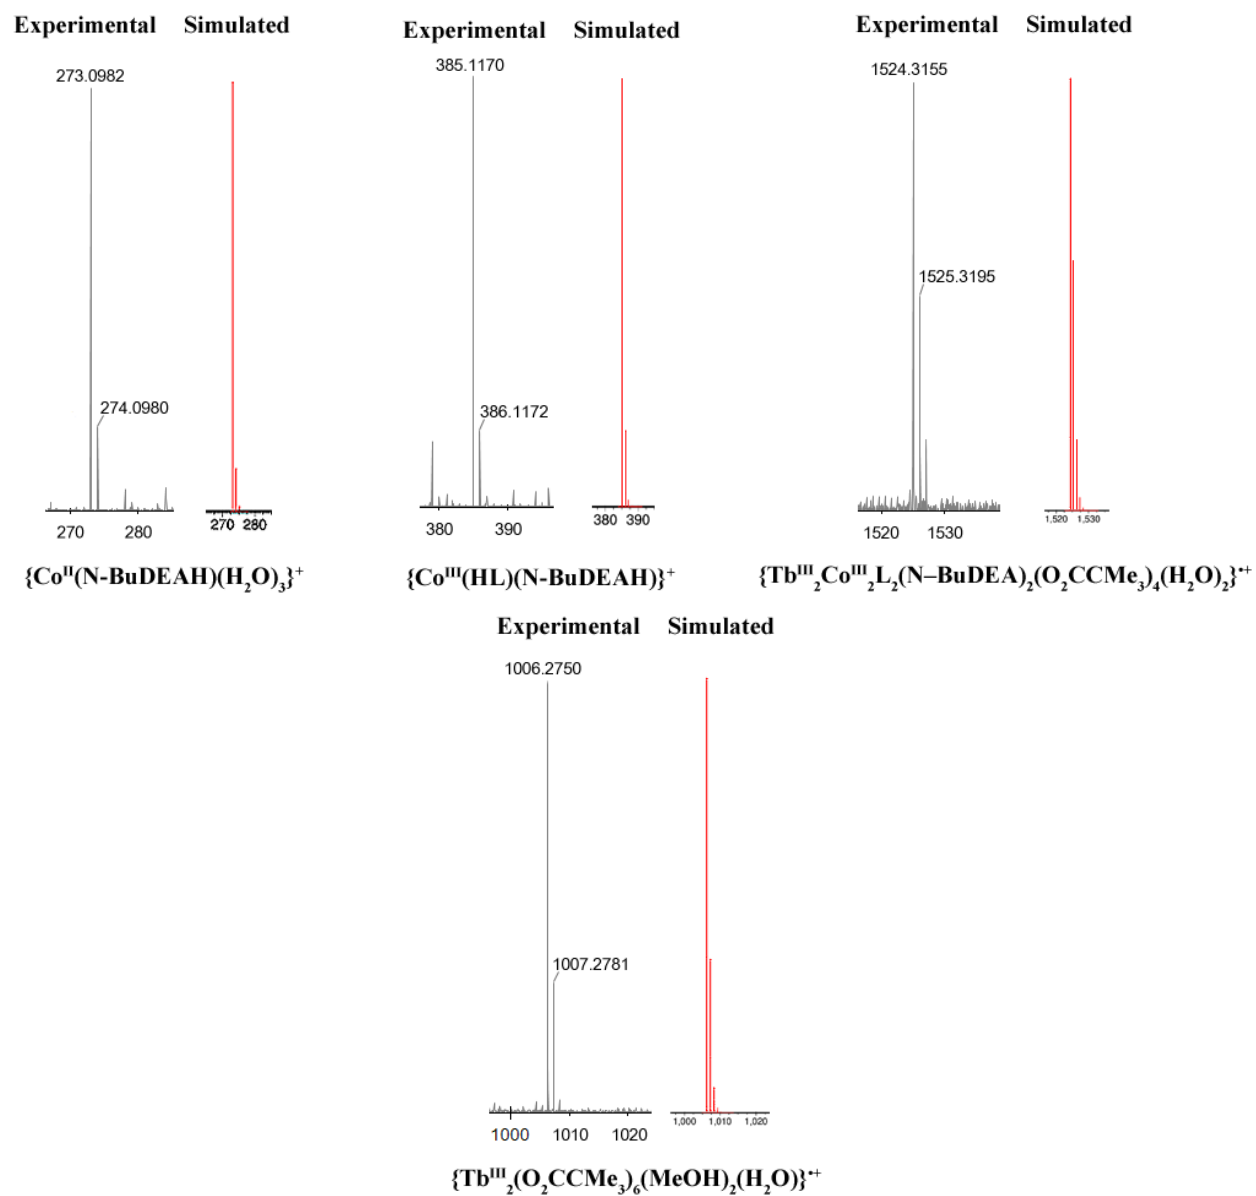 Experimental Simulated
273.0982
274.0980
270 280
270 280
{Co^II(N-BuDEAH)(H₂O)₃}⁺
Experimental Simulated
385.1170
386.1172
380 390
380 390
{Co^III(HL)(N-BuDEAH)}⁺
Experimental Simulated
1524.3155
1525.3195
1520 1530
1,520 1,530
{Tb^III₂Co^III₂L₂(N–BuDEA)₂(O₂CCMe₃)₄(H₂O)₂}•⁺
Experimental Simulated
1006.2750
1007.2781
1000 1010 1020
1,000 1,010 1,020
{Tb^III₂(O₂CCMe₃)₆(MeOH)₂(H₂O)}•⁺